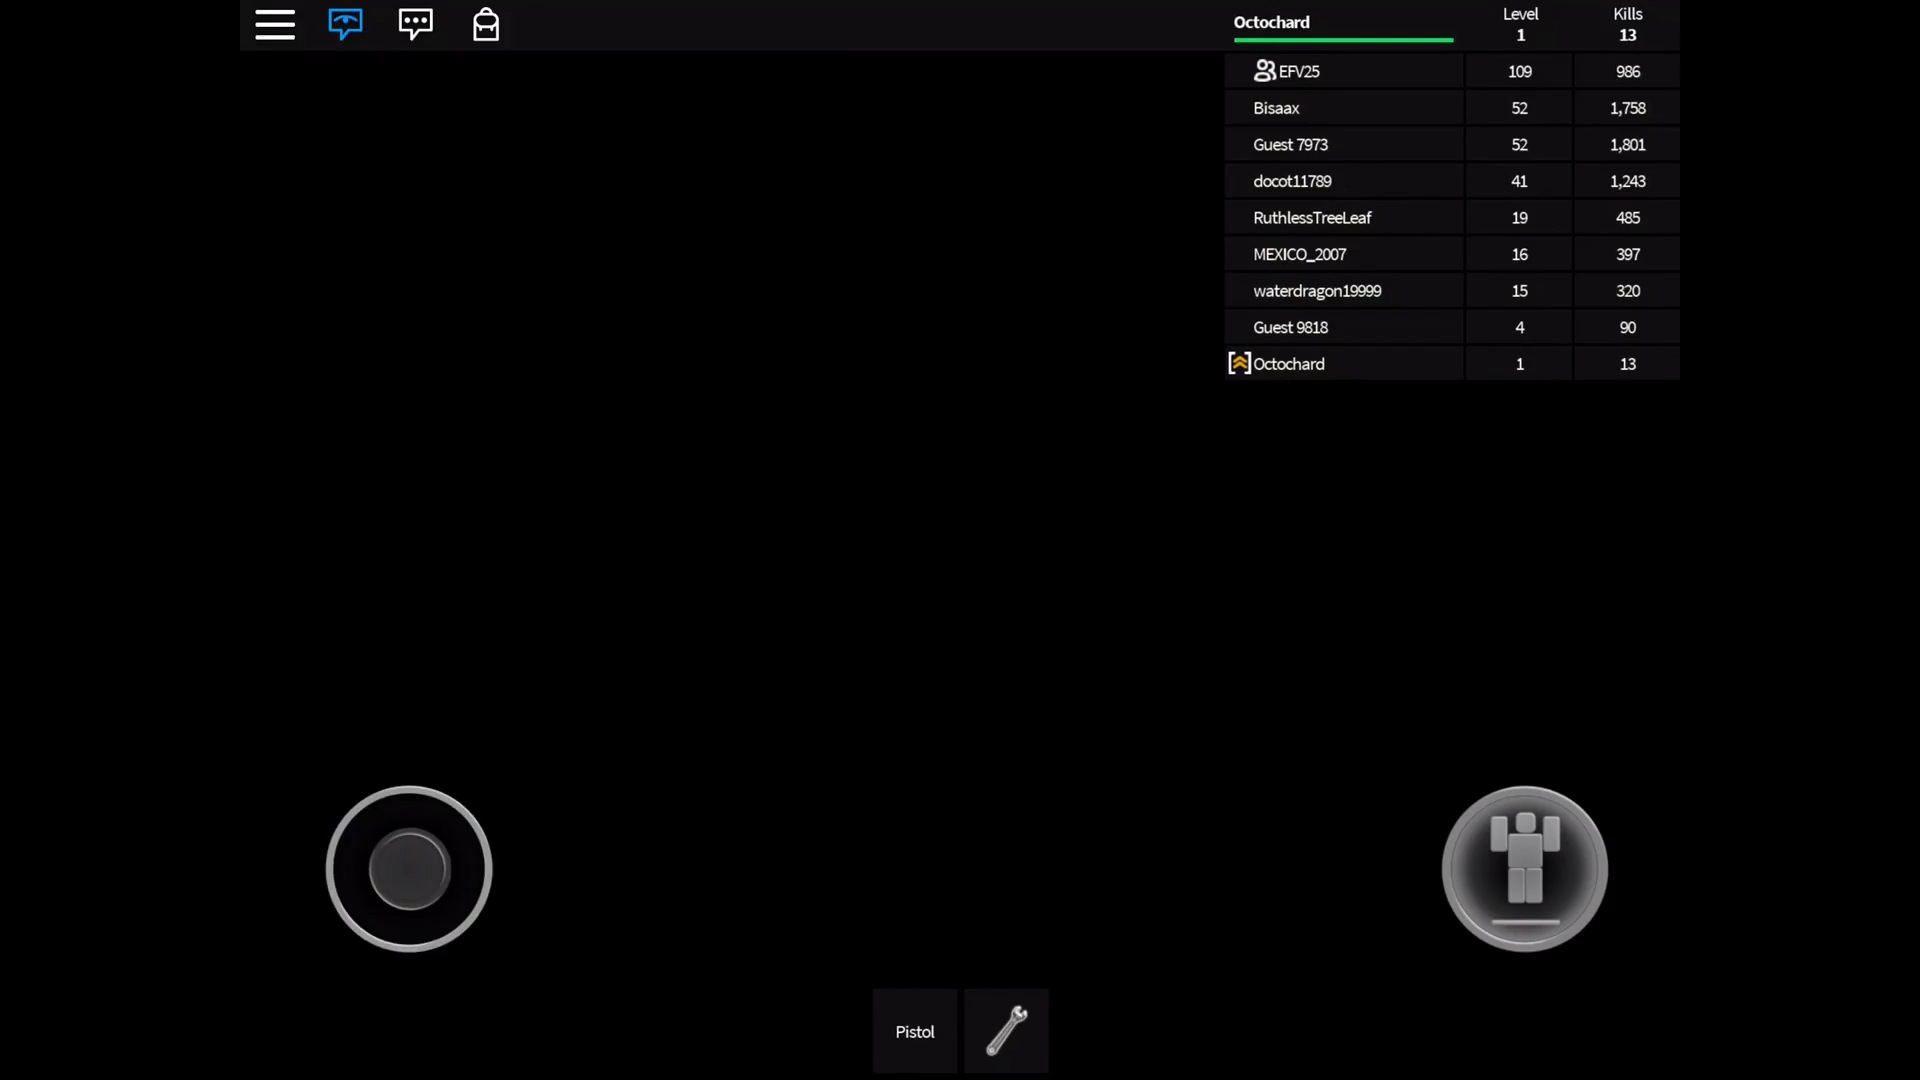 Octochard Level Kills
1 13
EFV25 109 986
Bisaax 52 1,758
Guest 7973 52 1,801
docot11789 41 1,243
RuthlessTreeLeaf 19 485
MEXICO_2007 16 397
waterdragon19999 15 320
Guest 9818 4 90
Octochard 1 13
Pistol